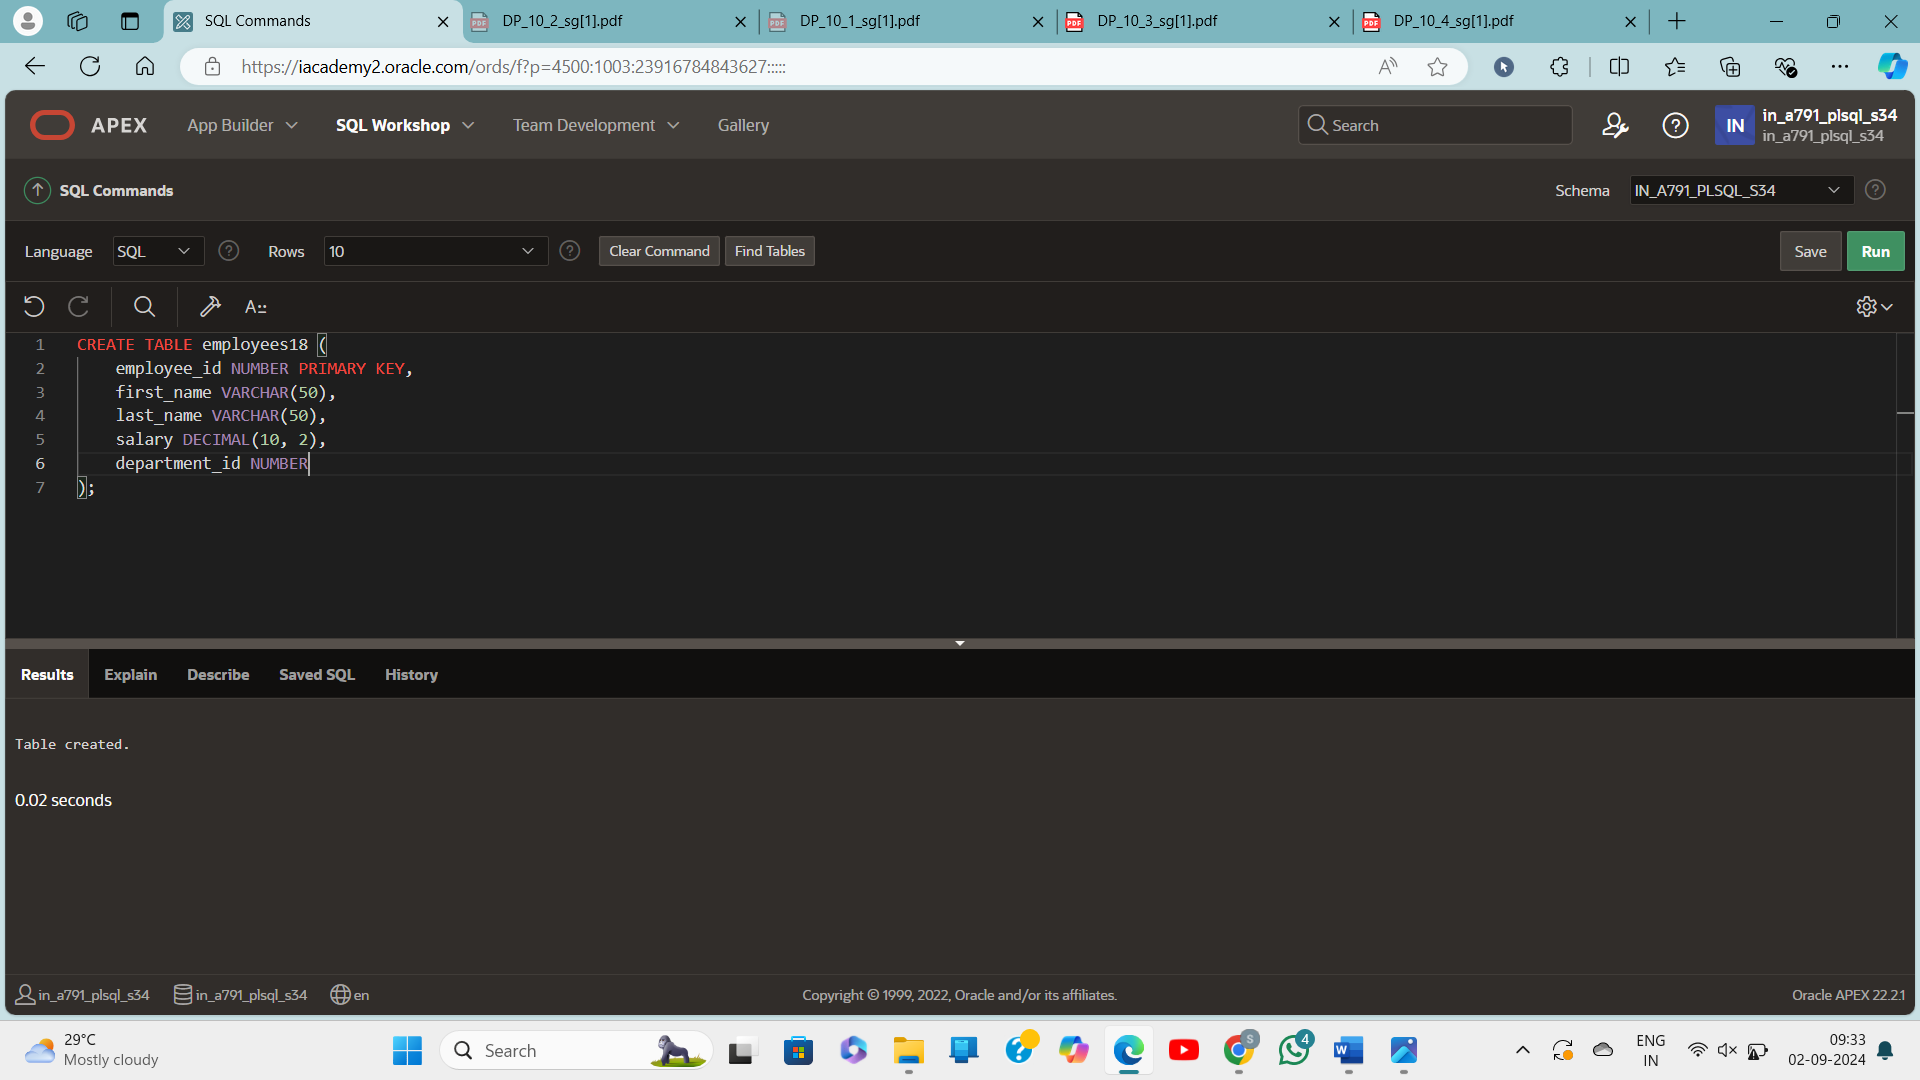 SQL Commands
DP_10_2_sg[1].pdf
DP_10_1_sg[1].pdf
DP_10_3_sg[1].pdf
DP_10_4_sg[1].pdf
https://iacademy2.oracle.com/ords/f?p=4500:1003:23916784843627:::::
APEX
App Builder
SQL Workshop
Team Development
Gallery
Search
IN
in_a791_plsql_s34
in_a791_plsql_s34
SQL Commands
Schema
IN_A791_PLSQL_S34
Language
SQL
Rows
10
Clear Command
Find Tables
Save
Run
1 CREATE TABLE employees18 (
2 employee_id NUMBER PRIMARY KEY,
3 first_name VARCHAR(50),
4 last_name VARCHAR(50),
5 salary DECIMAL(10, 2),
6 department_id NUMBER
7 );
Results
Explain
Describe
Saved SQL
History
Table created.
0.02 seconds
in_a791_plsql_s34
in_a791_plsql_s34
en
Copyright © 1999, 2022, Oracle and/or its affiliates.
Oracle APEX 22.2.1
29°C
Mostly cloudy
Search
S
4
ENG
IN
09:33
02-09-2024